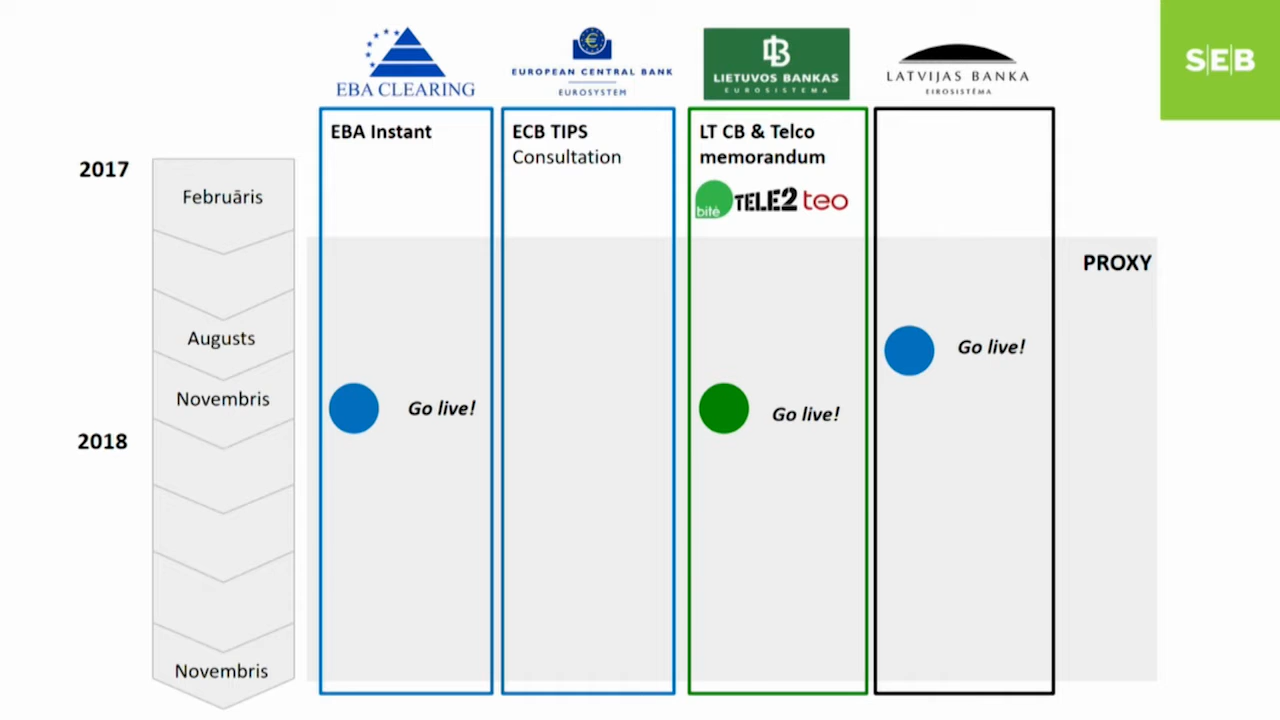 EBA CLEARING
EUROPEAN CENTRAL BANK
EUROSYSTEM
LB
LIETUVOS BANKAS
EUROSISTEMA
LATVIJAS BANKA
EIROSISTĒMA
S|E|B
EBA Instant
ECB TIPS
Consultation
LT CB & Telco
memorandum
bitė
TELE2
teo
2017
Februāris
PROXY
Augusts
Go live!
Novembris
Go live!
Go live!
2018
Novembris